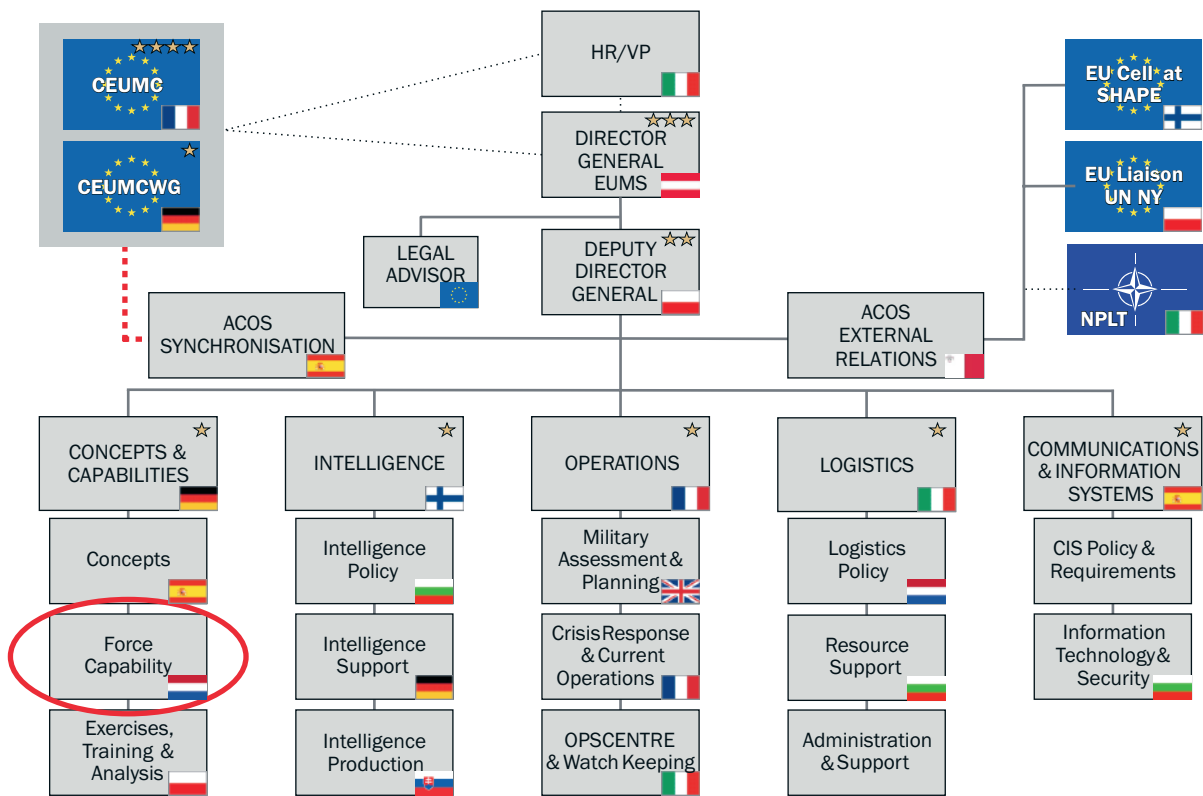 CEUMC
CEUMCWG
HR/VP
DIRECTOR
GENERAL
EUMS
LEGAL
ADVISOR
DEPUTY
DIRECTOR
GENERAL
EU Cell at
SHAPE
EU Liaison
UN NY
NPLT
ACOS
SYNCHRONISATION
ACOS
EXTERNAL
RELATIONS
CONCEPTS &
CAPABILITIES
Concepts
Force
Capability
Exercises,
Training &
Analysis
INTELLIGENCE
Intelligence
Policy
Intelligence
Support
Intelligence
Production
OPERATIONS
Military
Assessment &
Planning
Crisis Response
& Current
Operations
OPSCENTRE
& Watch Keeping
LOGISTICS
Logistics
Policy
Resource
Support
Administration
& Support
COMMUNICATIONS
& INFORMATION
SYSTEMS
CIS Policy &
Requirements
Information
Technology &
Security